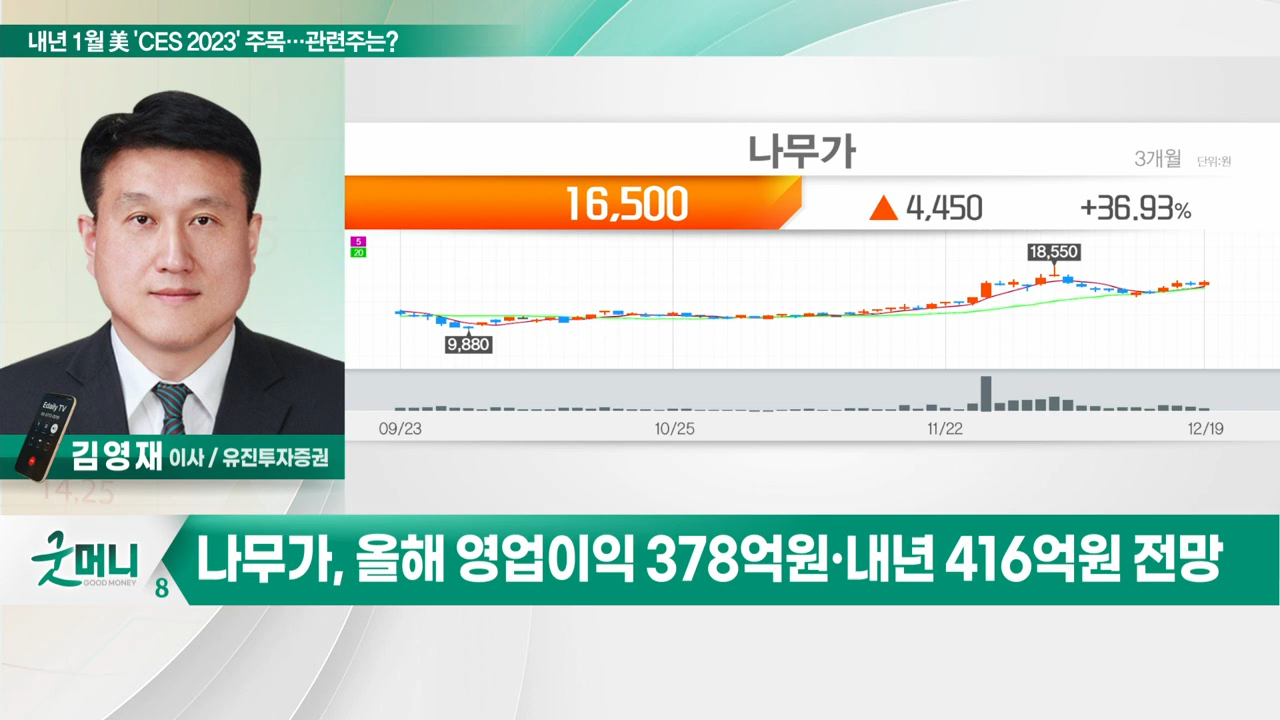 내년 1월 美 'CES 2023' 주목…관련주는?
나무가
3개월 단위:원
16,500 ▲ 4,450 +36.93%
5
20
18,550
9,880
09/23 10/25 11/22 12/19
Edaily TV
김영재 이사 / 유진투자증권
14.25
굿머니
GOOD MONEY
8
나무가, 올해 영업이익 378억원·내년 416억원 전망